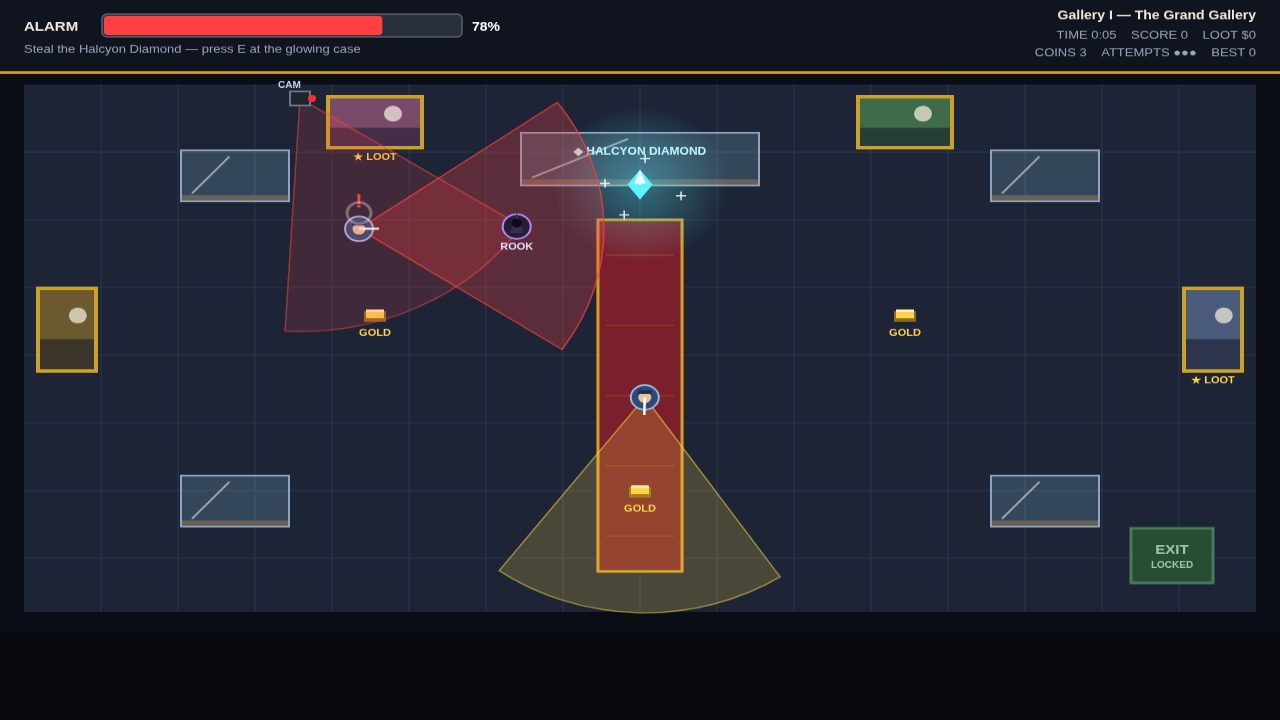 ALARM
78%
Steal the Halcyon Diamond — press E at the glowing case
Gallery I — The Grand Gallery
TIME 0:05 SCORE 0 LOOT $0
COINS 3 ATTEMPTS ●●● BEST 0
CAM
★ LOOT
◆ HALCYON DIAMOND
!
ROOK
GOLD
GOLD
★ LOOT
GOLD
EXIT
LOCKED